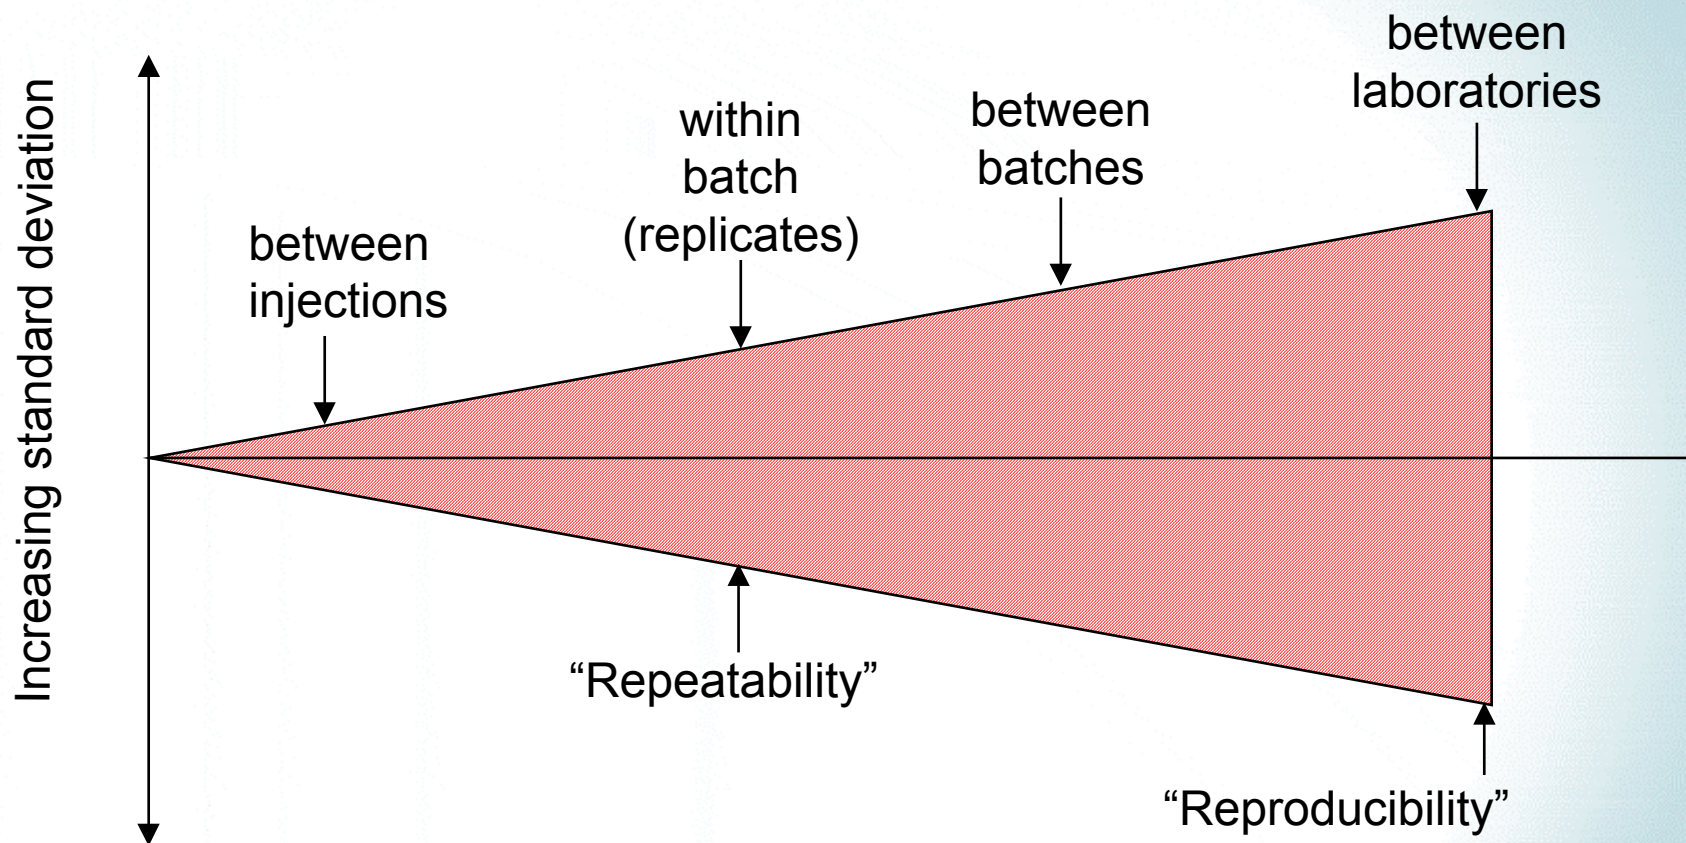 Increasing standard deviation
between
injections
within
batch
(replicates)
between
batches
between
laboratories
“Repeatability”
“Reproducibility”